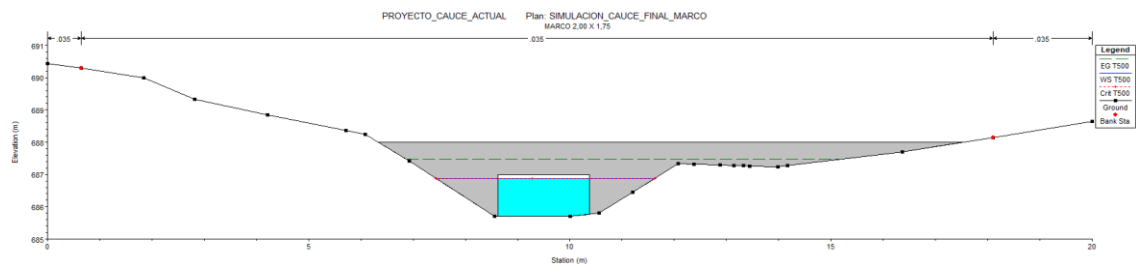 PROYECTO_CAUCE_ACTUAL Plan: SIMULACION_CAUCE_FINAL_MARCO
MARCO 2,00 X 1,75
.035 .035 .035
Legend
EG T500
WS T500
Crit T500
Ground
Bank Sta
691
690
689
688
687
686
685
Elevation (m)
0 5 10 15 20
Station (m)